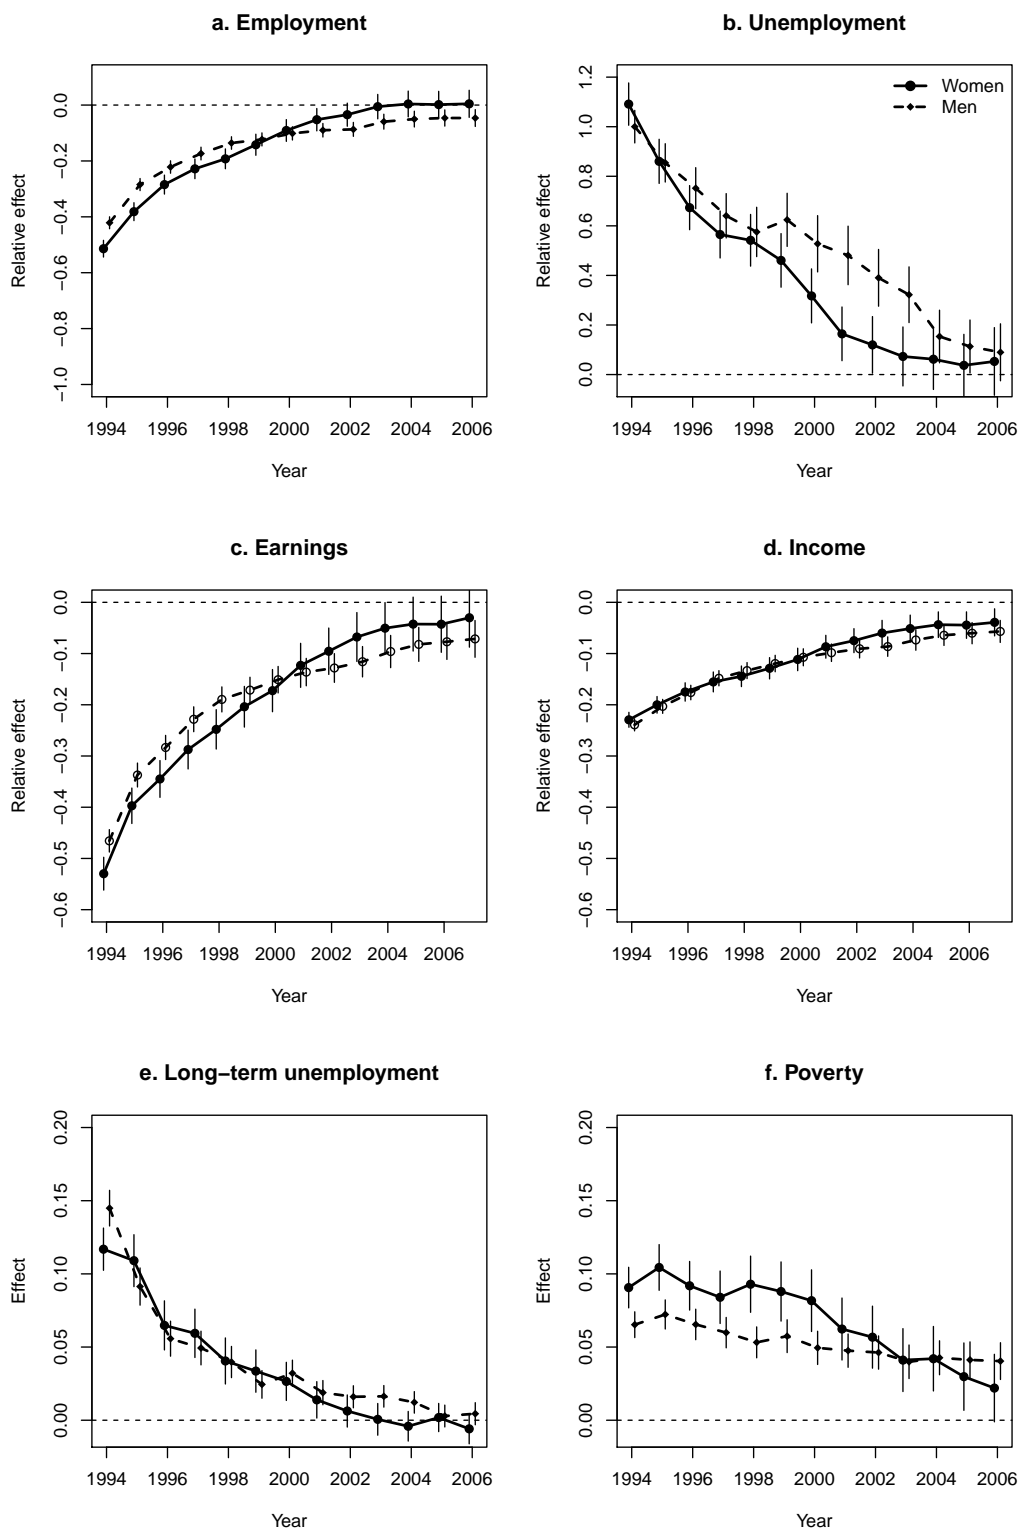 a. Employment
Relative effect
0.0
−0.2
−0.4
−0.6
−0.8
−1.0
1994 1996 1998 2000 2002 2004 2006
Year
b. Unemployment
Relative effect
1.2
1.0
0.8
0.6
0.4
0.2
0.0
Women
Men
1994 1996 1998 2000 2002 2004 2006
Year
c. Earnings
Relative effect
0.0
−0.1
−0.2
−0.3
−0.4
−0.5
−0.6
1994 1996 1998 2000 2002 2004 2006
Year
d. Income
Relative effect
0.0
−0.1
−0.2
−0.3
−0.4
−0.5
−0.6
1994 1996 1998 2000 2002 2004 2006
Year
e. Long−term unemployment
Effect
0.20
0.15
0.10
0.05
0.00
1994 1996 1998 2000 2002 2004 2006
Year
f. Poverty
Effect
0.20
0.15
0.10
0.05
0.00
1994 1996 1998 2000 2002 2004 2006
Year